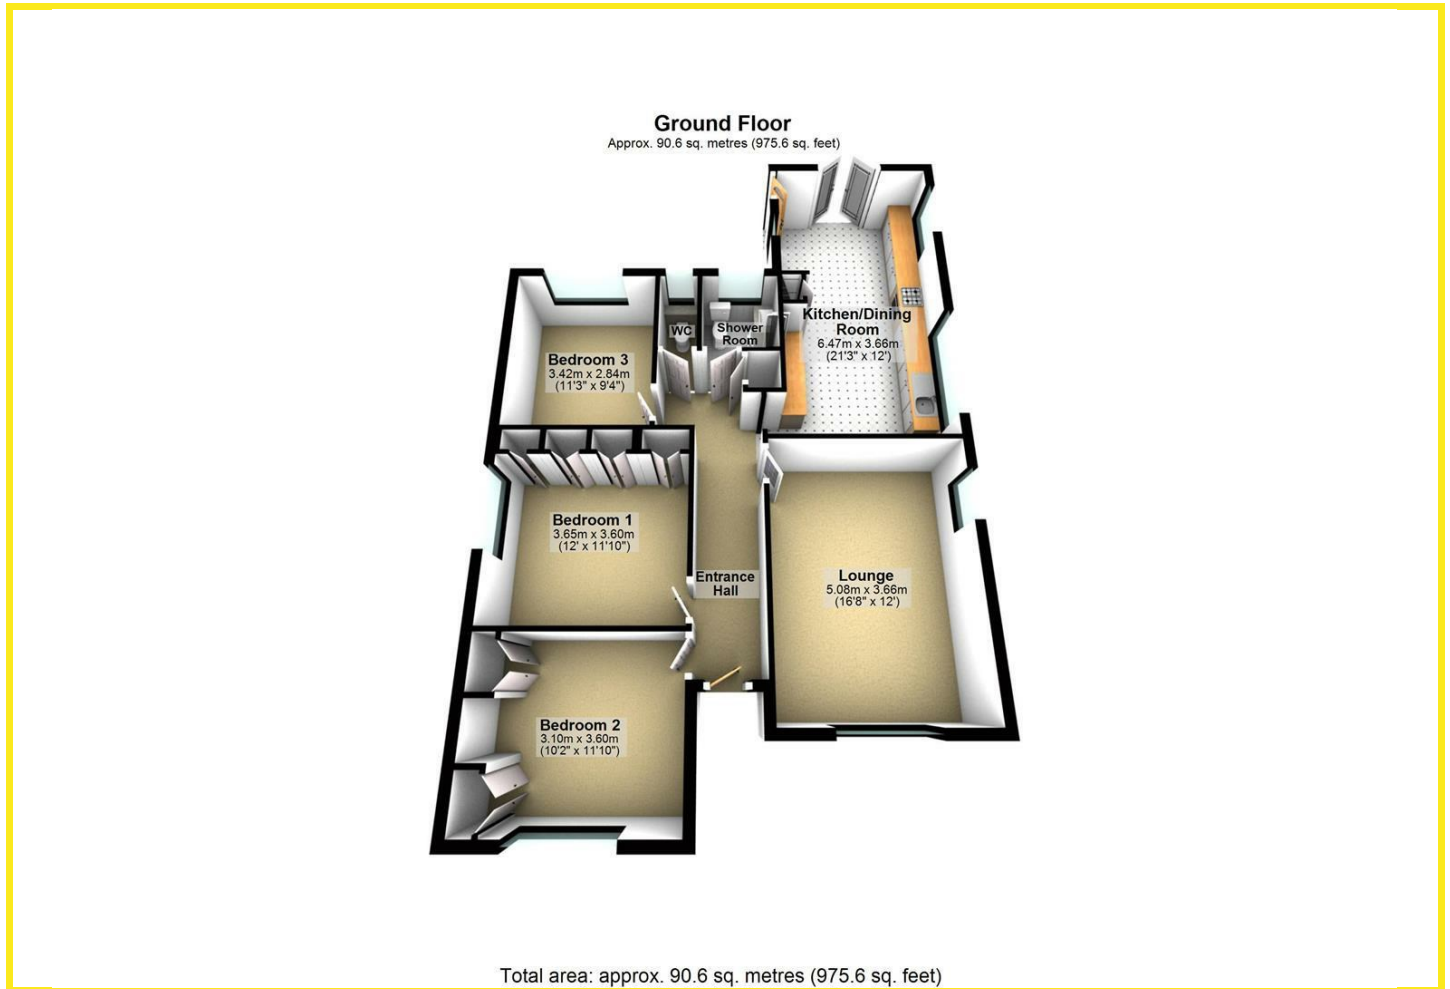 Ground Floor
Approx. 90.6 sq. metres (975.6 sq. feet)
Kitchen/Dining
Room
6.47m x 3.66m
(21'3" x 12')
WC
Shower
Room
Bedroom 3
3.42m x 2.84m
(11'3" x 9'4")
Bedroom 1
3.65m x 3.60m
(12' x 11'10")
Entrance
Hall
Lounge
5.08m x 3.66m
(16'8" x 12')
Bedroom 2
3.10m x 3.60m
(10'2" x 11'10")
Total area: approx. 90.6 sq. metres (975.6 sq. feet)